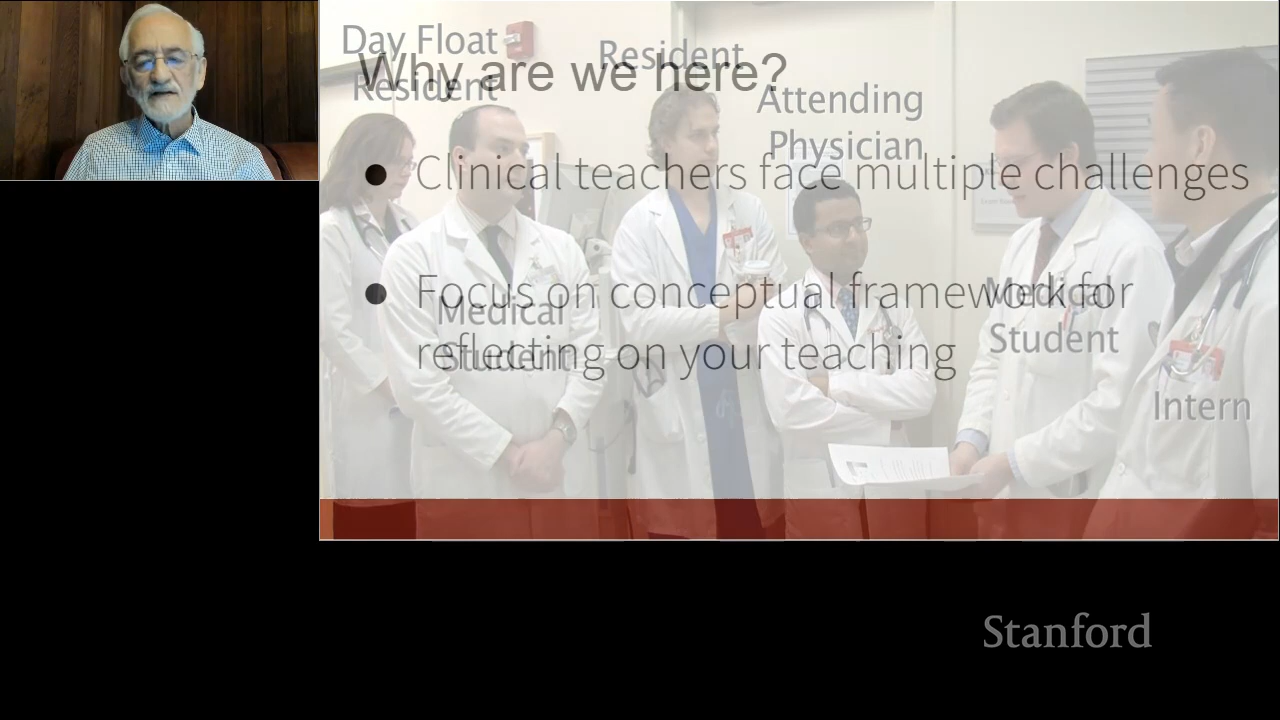 Day Float
Resident
Resident
Attending
Physician
Why are we here?
● Clinical teachers face multiple challenges
● Focus on conceptual framework for
reflecting on your teaching
Medical
Student
Medical
Student
Intern
Stanford